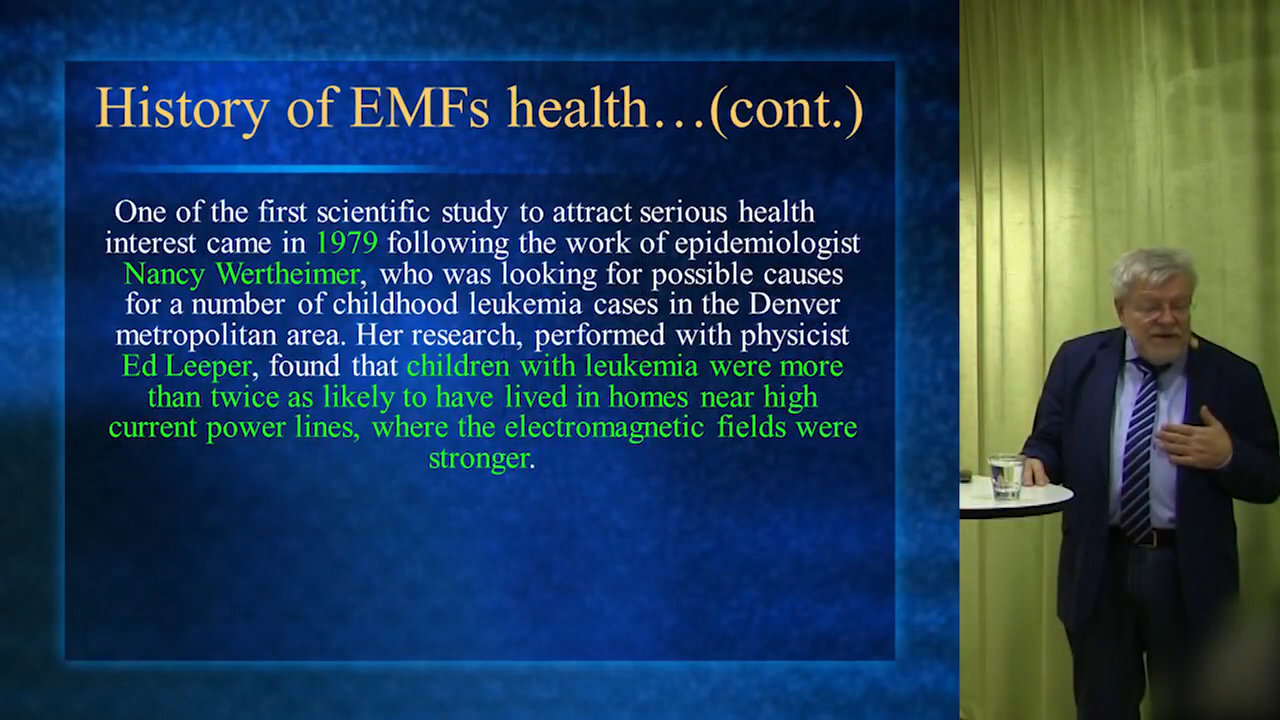 History of EMFs health…(cont.)
One of the first scientific study to attract serious health
interest came in 1979 following the work of epidemiologist
Nancy Wertheimer, who was looking for possible causes
for a number of childhood leukemia cases in the Denver
metropolitan area. Her research, performed with physicist
Ed Leeper, found that children with leukemia were more
than twice as likely to have lived in homes near high
current power lines, where the electromagnetic fields were
stronger.